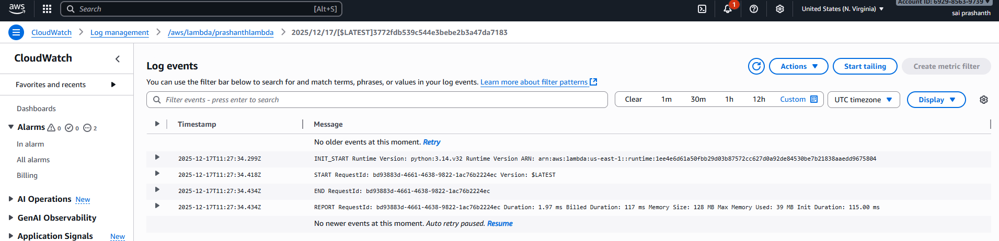 aws
Search [Alt+S]
1
United States (N. Virginia)
Account ID: 6929-8563-9739
sai prashanth
CloudWatch
Log management
/aws/lambda/prashanthlambda
2025/12/17/[$LATEST]3772fdb539c544e3bebe2b3a47da7183
CloudWatch
Favorites and recents
Dashboards
Alarms 0 0 2
In alarm
All alarms
Billing
AI Operations New
GenAI Observability
Application Signals New
Log events
Actions
Start tailing
Create metric filter
You can use the filter bar below to search for and match terms, phrases, or values in your log events. Learn more about filter patterns
Filter events - press enter to search
Clear 1m 30m 1h 12h Custom
UTC timezone
Display
Timestamp Message
No older events at this moment. Retry
2025-12-17T11:27:34.299Z INIT_START Runtime Version: python:3.14.v32 Runtime Version ARN: arn:aws:lambda:us-east-1::runtime:1ee4e6d61a50fbb29d03b87572cc627d0a92de84530be7b21838aaedd9675804
2025-12-17T11:27:34.418Z START RequestId: bd93883d-4661-4638-9822-1ac76b2224ec Version: $LATEST
2025-12-17T11:27:34.434Z END RequestId: bd93883d-4661-4638-9822-1ac76b2224ec
2025-12-17T11:27:34.434Z REPORT RequestId: bd93883d-4661-4638-9822-1ac76b2224ec Duration: 1.97 ms Billed Duration: 117 ms Memory Size: 128 MB Max Memory Used: 39 MB Init Duration: 115.00 ms
No newer events at this moment. Auto retry paused. Resume